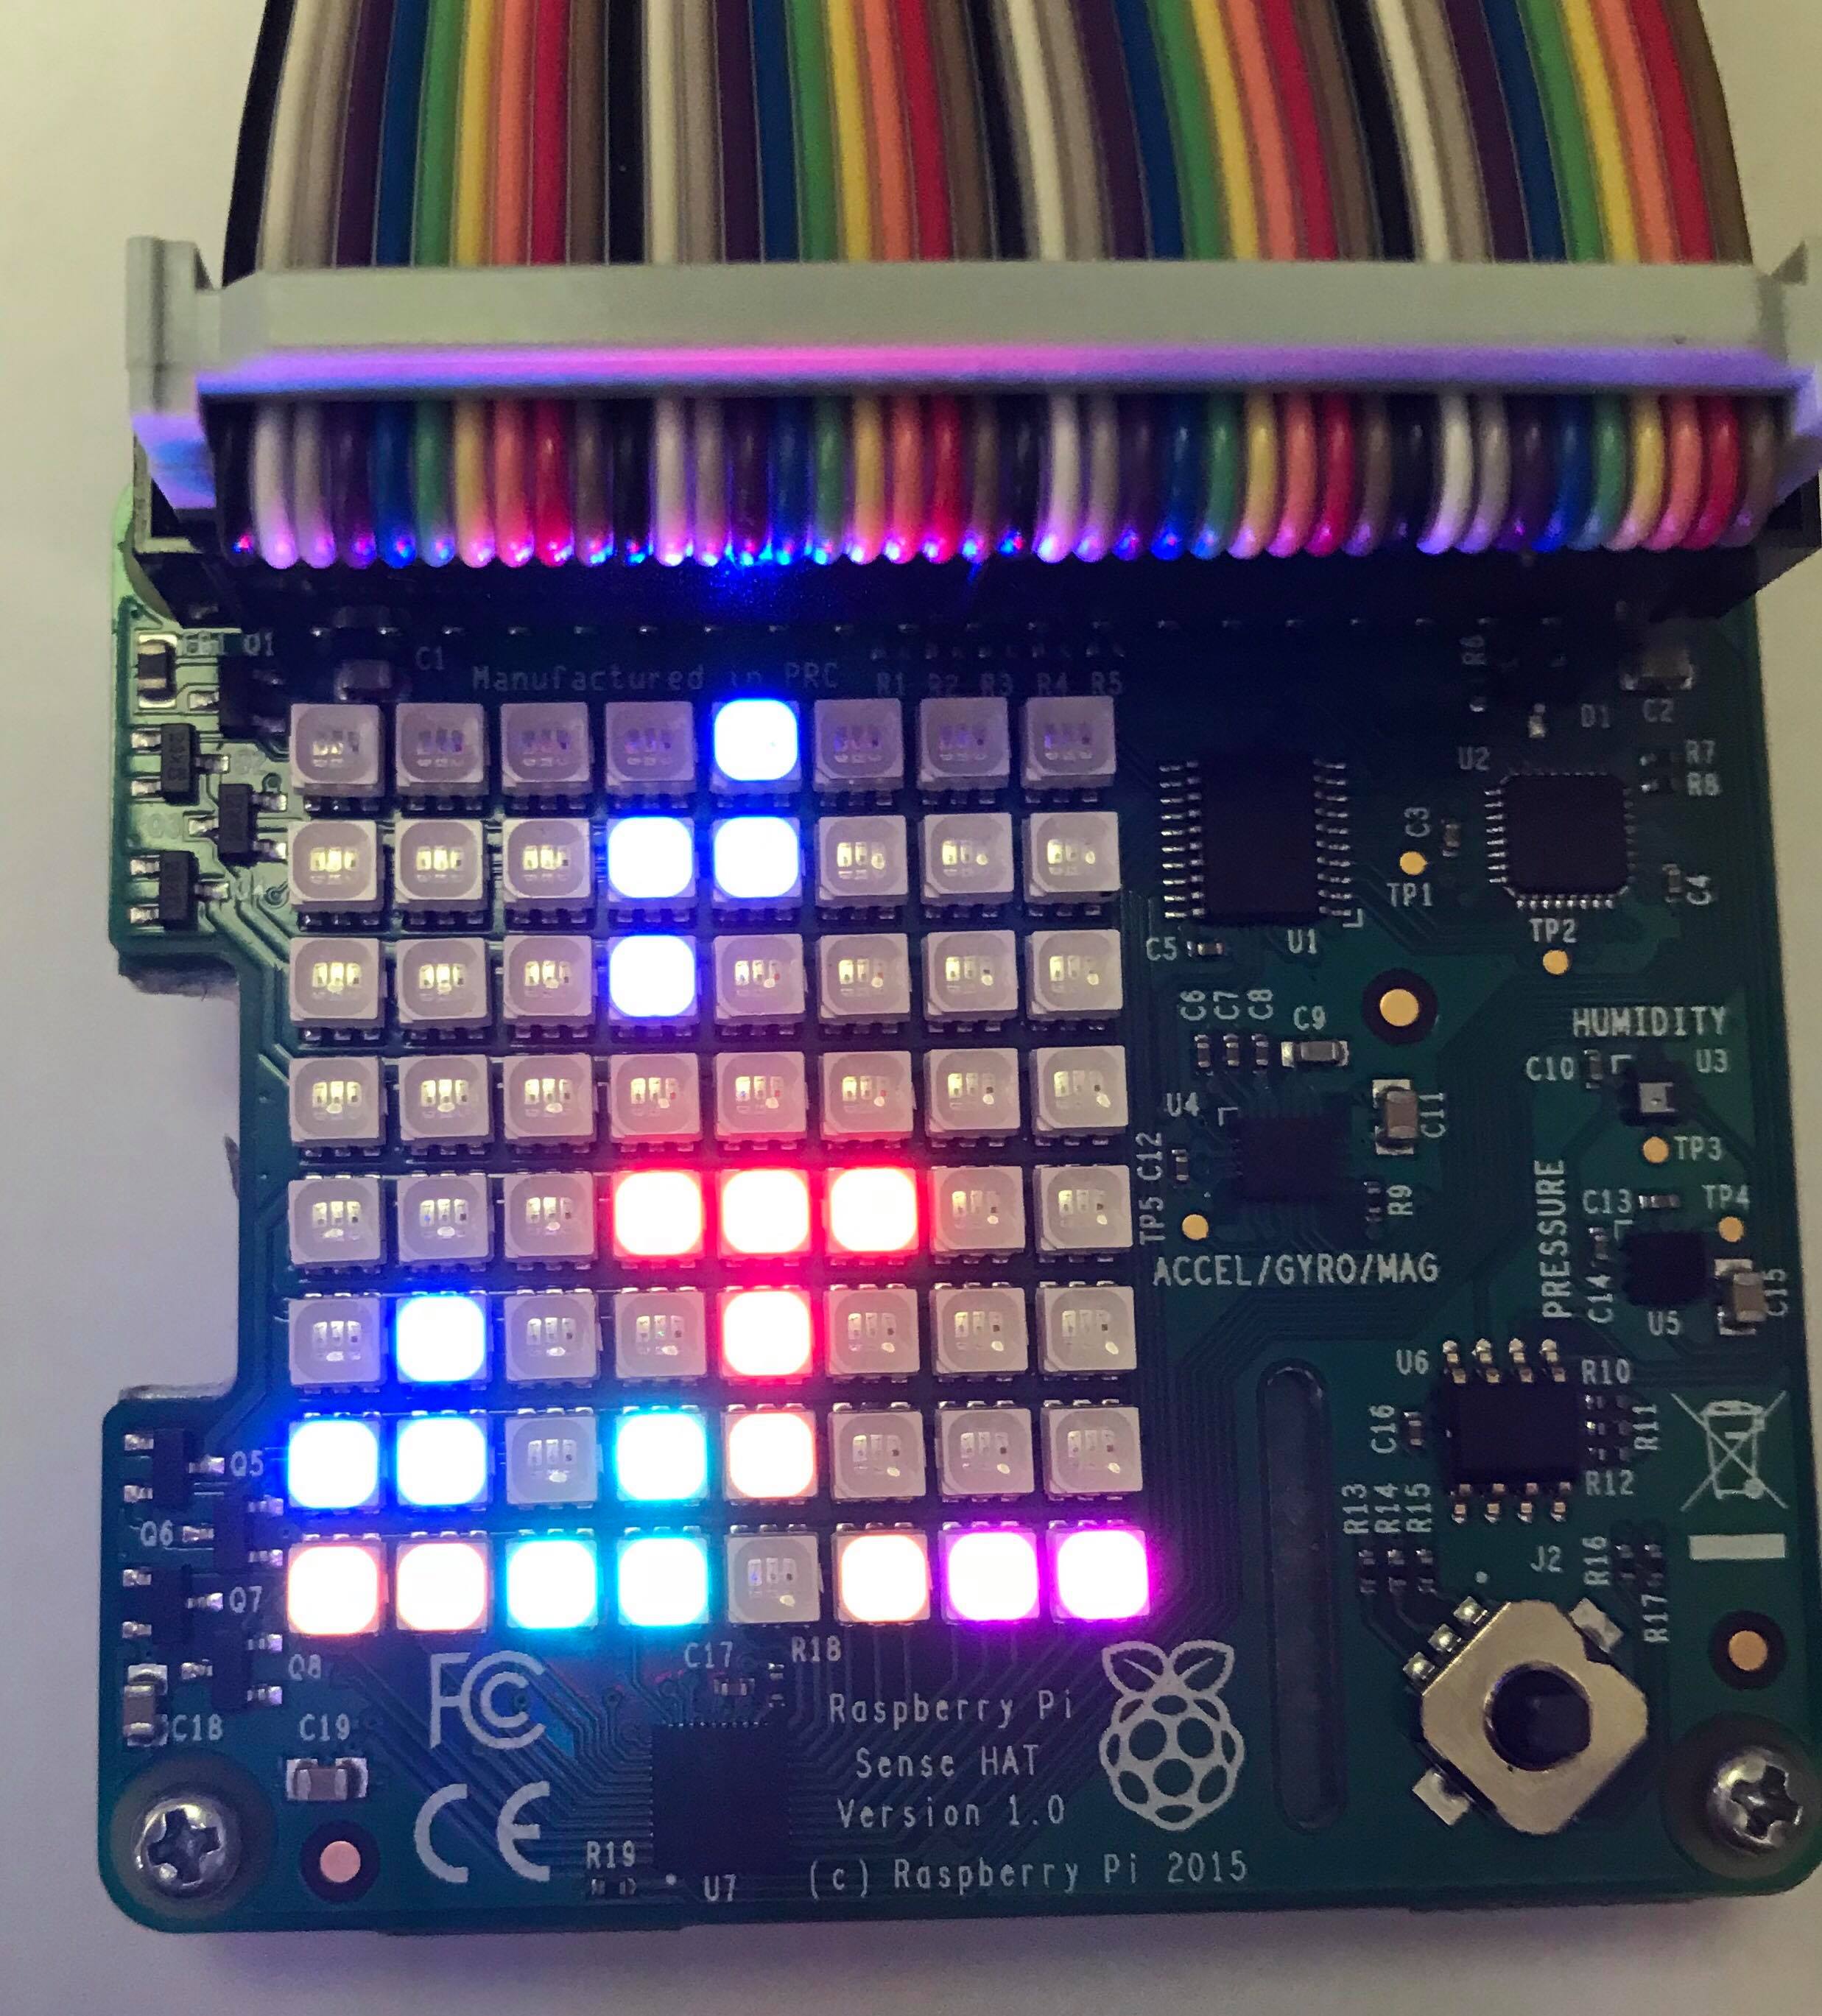 Q1
C1
Manufactured in PRC
R1 R2 R3 R4 R5
R6
D1
C2
U2
R7
R8
C3
TP1
C4
U1
C5
TP2
C6
C7
C8
C9
HUMIDITY
C10
U3
U4
C11
TP3
C12
TP5
R9
PRESSURE
C13
TP4
C14
C15
U5
ACCEL/GYRO/MAG
U6
R10
R11
R12
C16
R13
R14
R15
J2
R16
R17
Q5
Q6
Q7
Q8
C17
R18
FC
C18
C19
Raspberry Pi
Sense HAT
Version 1.0
CE
R19
U7
(c) Raspberry Pi 2015